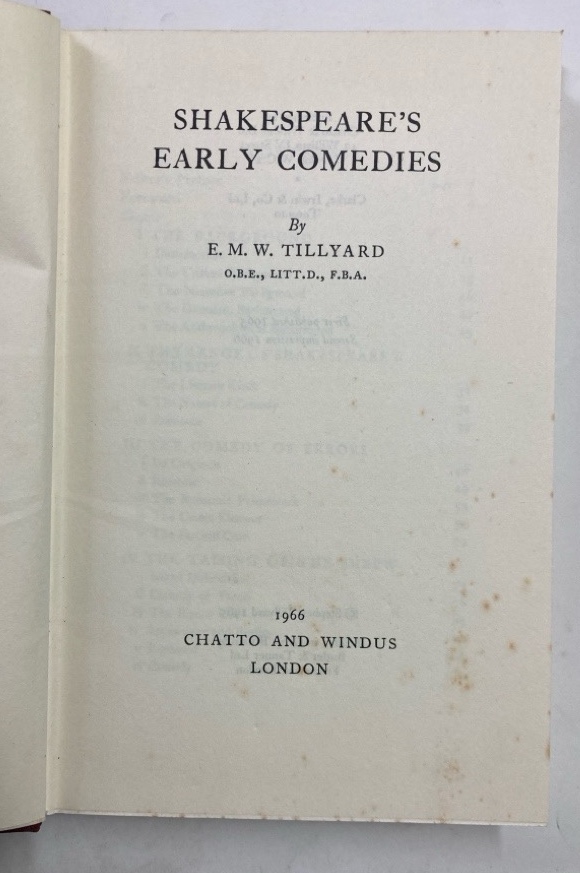 SHAKESPEARE'S
EARLY COMEDIES
By
E. M. W. TILLYARD
O.B.E., LITT.D., F.B.A.
1966
CHATTO AND WINDUS
LONDON